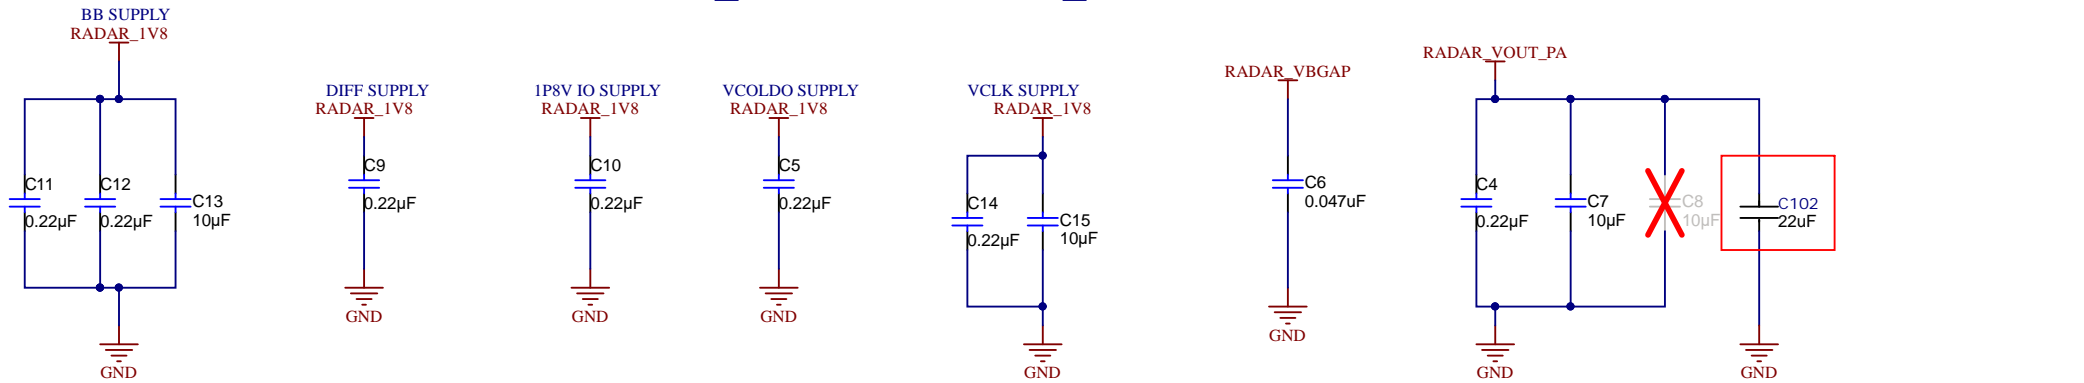 BB SUPPLY
RADAR_1V8
C11
0.22µF
C12
0.22µF
C13
10µF
GND
DIFF SUPPLY
RADAR_1V8
C9
0.22µF
GND
1P8V IO SUPPLY
RADAR_1V8
C10
0.22µF
GND
VCOLDO SUPPLY
RADAR_1V8
C5
0.22µF
GND
VCLK SUPPLY
RADAR_1V8
C14
0.22µF
C15
10µF
GND
RADAR_VBGAP
C6
0.047uF
GND
RADAR_VOUT_PA
C4
0.22µF
C7
10µF
C8
10µF
C102
22uF
GND
GND